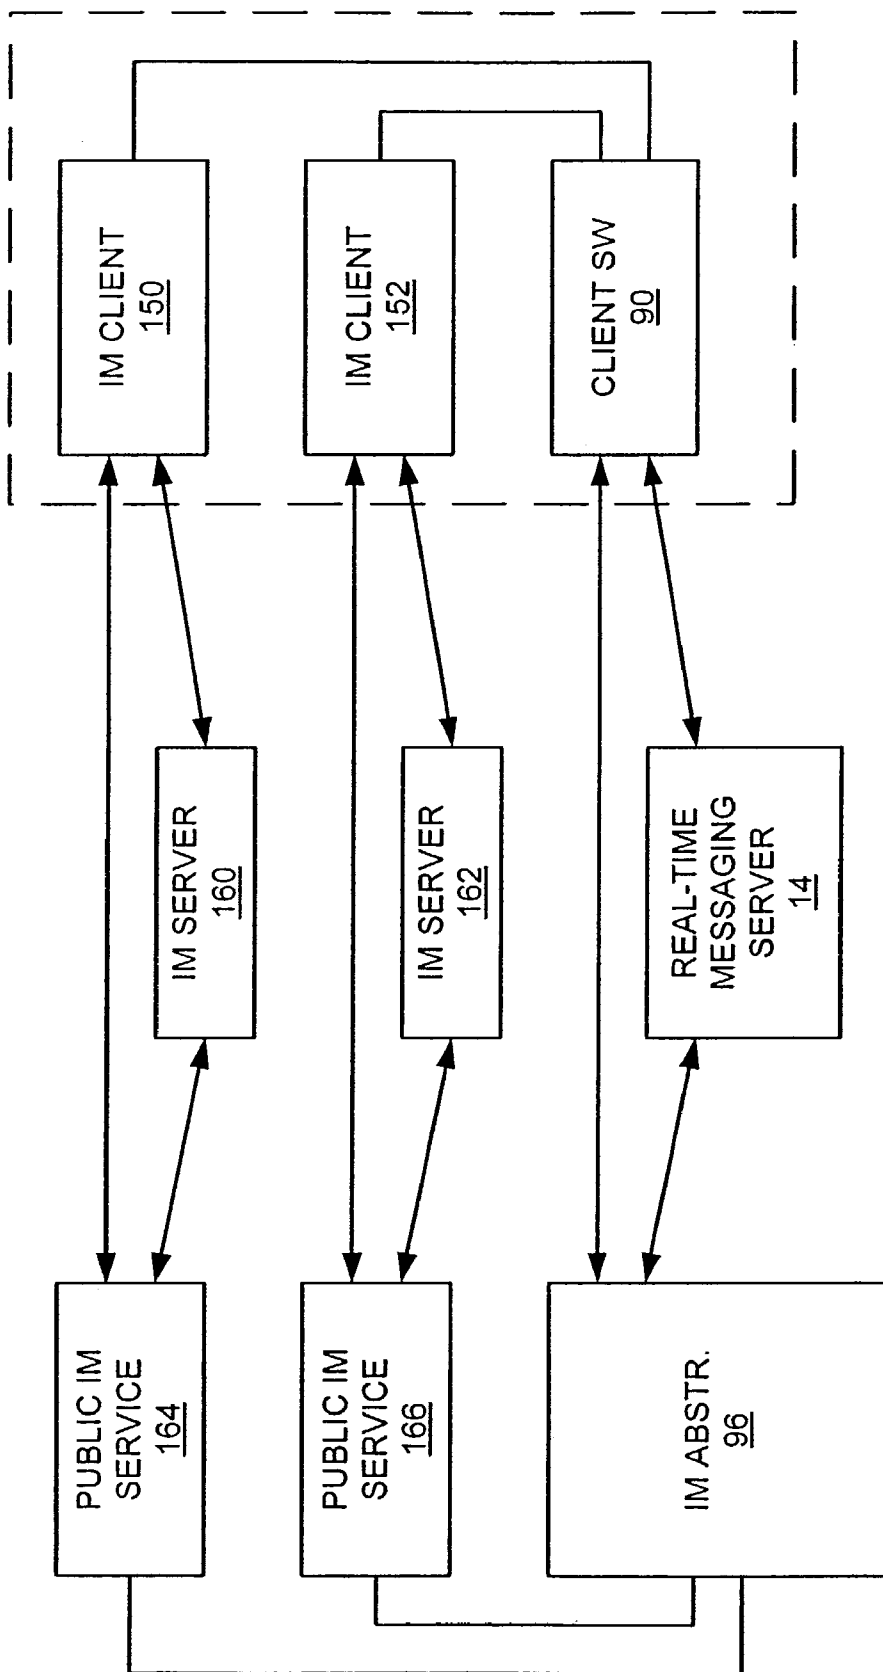 IM CLIENT
150
IM CLIENT
152
CLIENT SW
90
IM SERVER
160
IM SERVER
162
REAL-TIME
MESSAGING
SERVER
14
PUBLIC IM
SERVICE
164
PUBLIC IM
SERVICE
166
IM ABSTR.
96